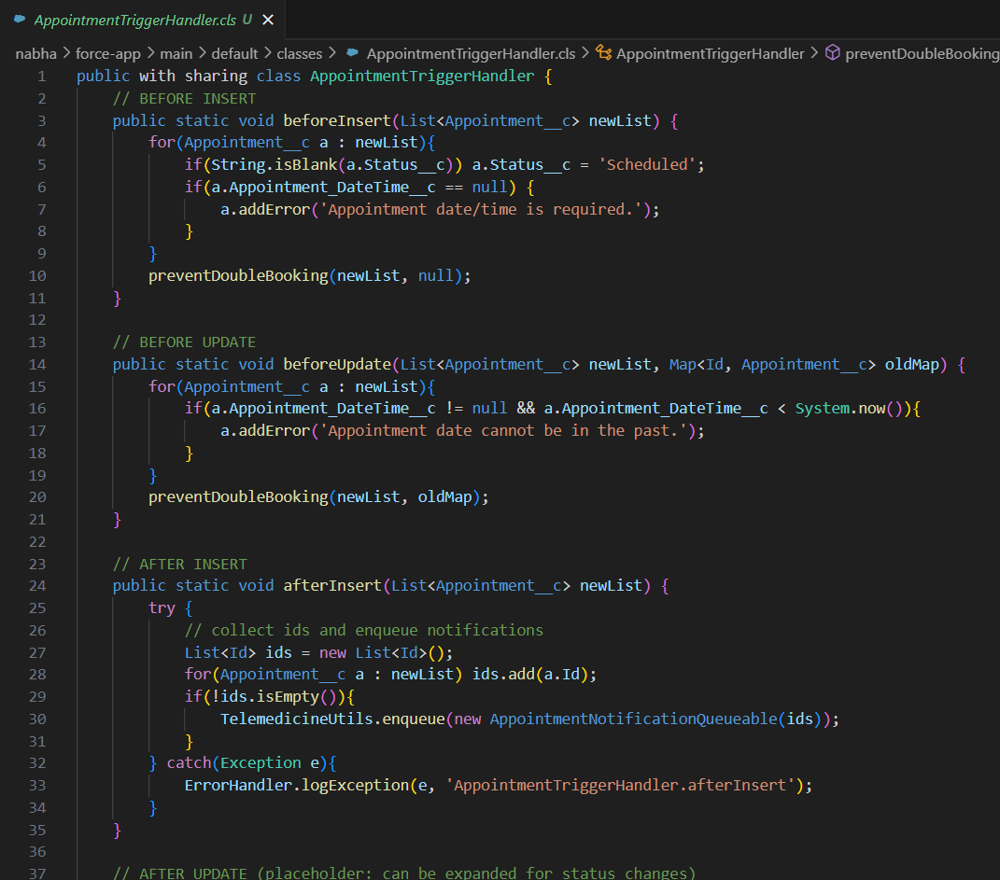 AppointmentTriggerHandler.cls U ×
nabha > force-app > main > default > classes > AppointmentTriggerHandler.cls > AppointmentTriggerHandler > preventDoubleBooking
1 public with sharing class AppointmentTriggerHandler {
2     // BEFORE INSERT
3     public static void beforeInsert(List<Appointment__c> newList) {
4         for(Appointment__c a : newList){
5             if(String.isBlank(a.Status__c)) a.Status__c = 'Scheduled';
6             if(a.Appointment_DateTime__c == null) {
7                 a.addError('Appointment date/time is required.');
8             }
9         }
10         preventDoubleBooking(newList, null);
11     }
12
13     // BEFORE UPDATE
14     public static void beforeUpdate(List<Appointment__c> newList, Map<Id, Appointment__c> oldMap) {
15         for(Appointment__c a : newList){
16             if(a.Appointment_DateTime__c != null && a.Appointment_DateTime__c < System.now()){
17                 a.addError('Appointment date cannot be in the past.');
18             }
19         }
20         preventDoubleBooking(newList, oldMap);
21     }
22
23     // AFTER INSERT
24     public static void afterInsert(List<Appointment__c> newList) {
25         try {
26             // collect ids and enqueue notifications
27             List<Id> ids = new List<Id>();
28             for(Appointment__c a : newList) ids.add(a.Id);
29             if(!ids.isEmpty()){
30                 TelemedicineUtils.enqueue(new AppointmentNotificationQueueable(ids));
31             }
32         } catch(Exception e){
33             ErrorHandler.logException(e, 'AppointmentTriggerHandler.afterInsert');
34         }
35     }
36
37     // AFTER UPDATE (placeholder: can be expanded for status changes)